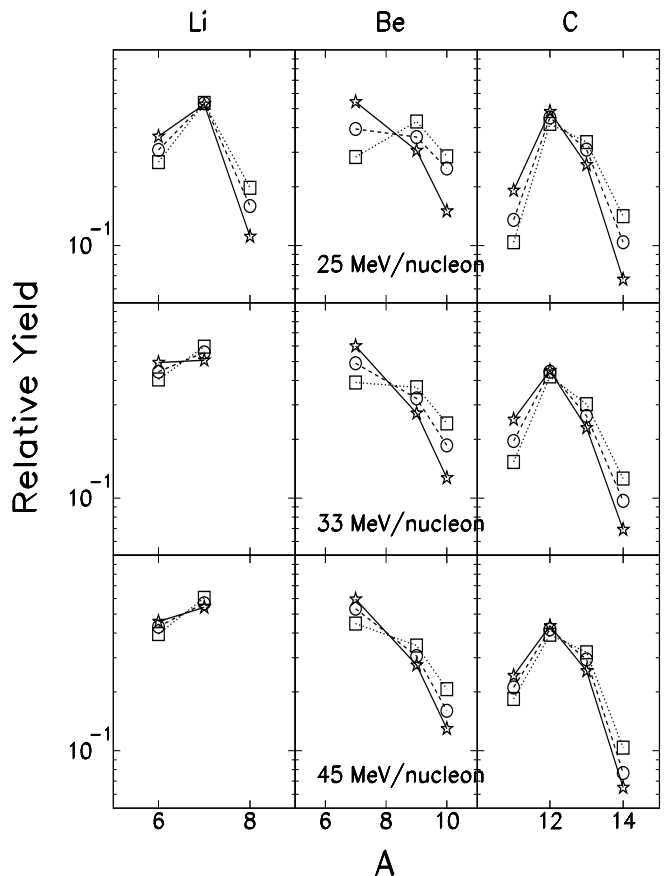 Li Be C
10⁻¹
25 MeV/nucleon
Relative Yield
10⁻¹
33 MeV/nucleon
10⁻¹
45 MeV/nucleon
6 8 6 8 10 12 14
A